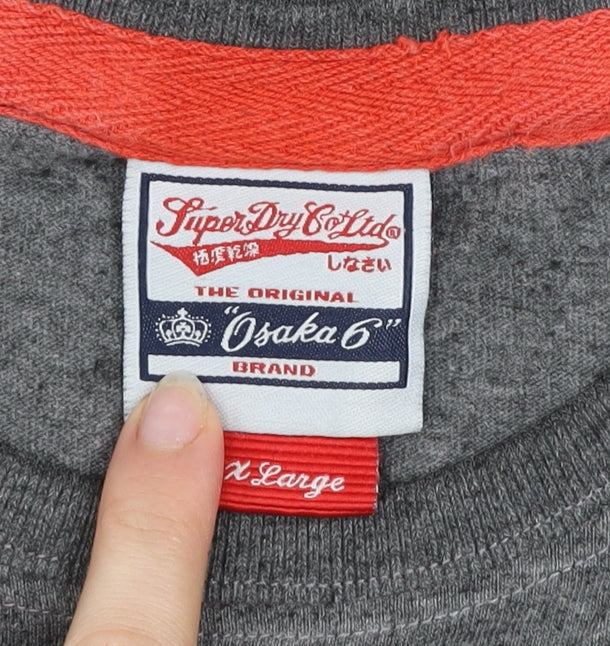 SuperDry Co Ltd®
極度乾燥
しなさい
THE ORIGINAL
"Osaka 6"
BRAND
X Large